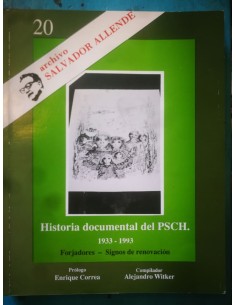 20
archivo
SALVADOR ALLENDE
Historia documental del PSCH.
1933 - 1993
Forjadores - Signos de renovación
Prólogo
Enrique Correa
Compilador
Alejandro Witker